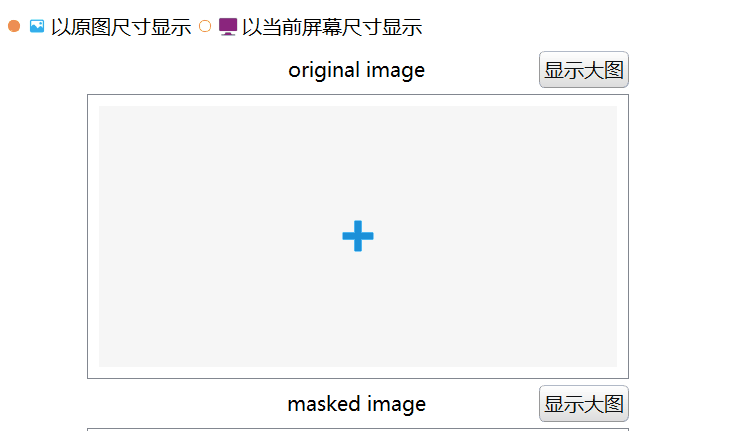 以原图尺寸显示 以当前屏幕尺寸显示
original image 显示大图
masked image 显示大图